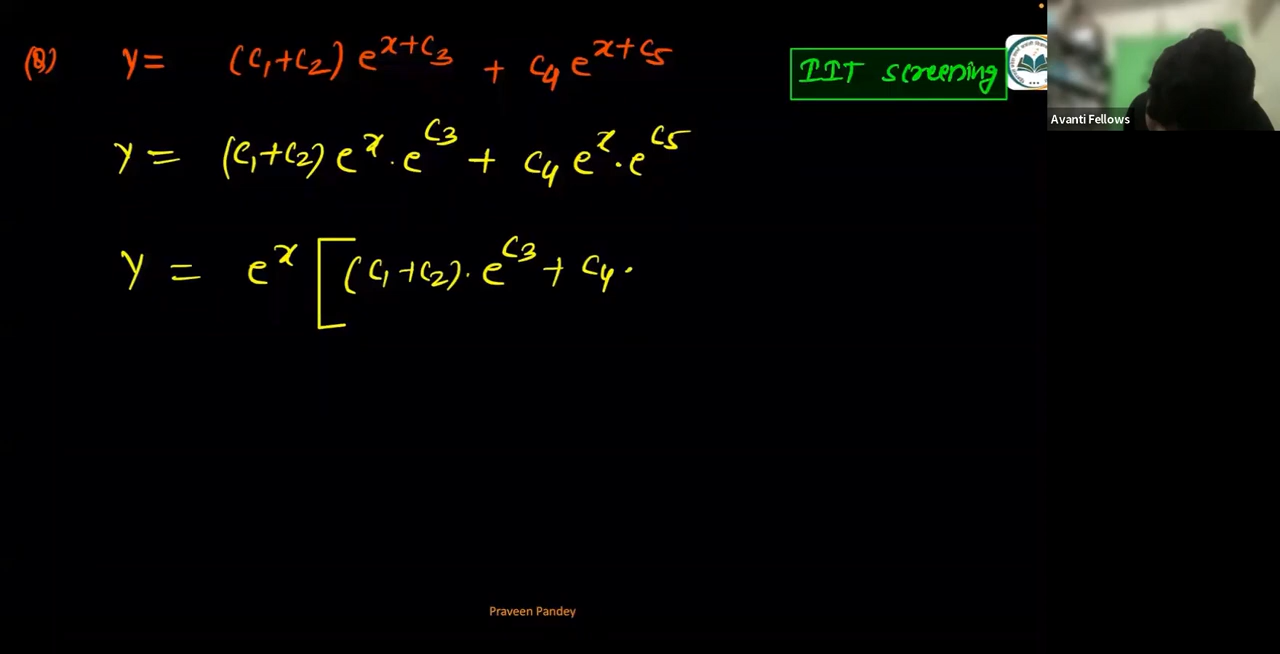 (Q) y = (c₁+c₂) e^{x+c₃} + c₄ e^{x+c₅}
IIT screening
Avanti Fellows
y = (c₁+c₂) e^x · e^{c₃} + c₄ e^x · e^{c₅}
y = e^x [(c₁+c₂) · e^{c₃} + c₄ ·
Praveen Pandey